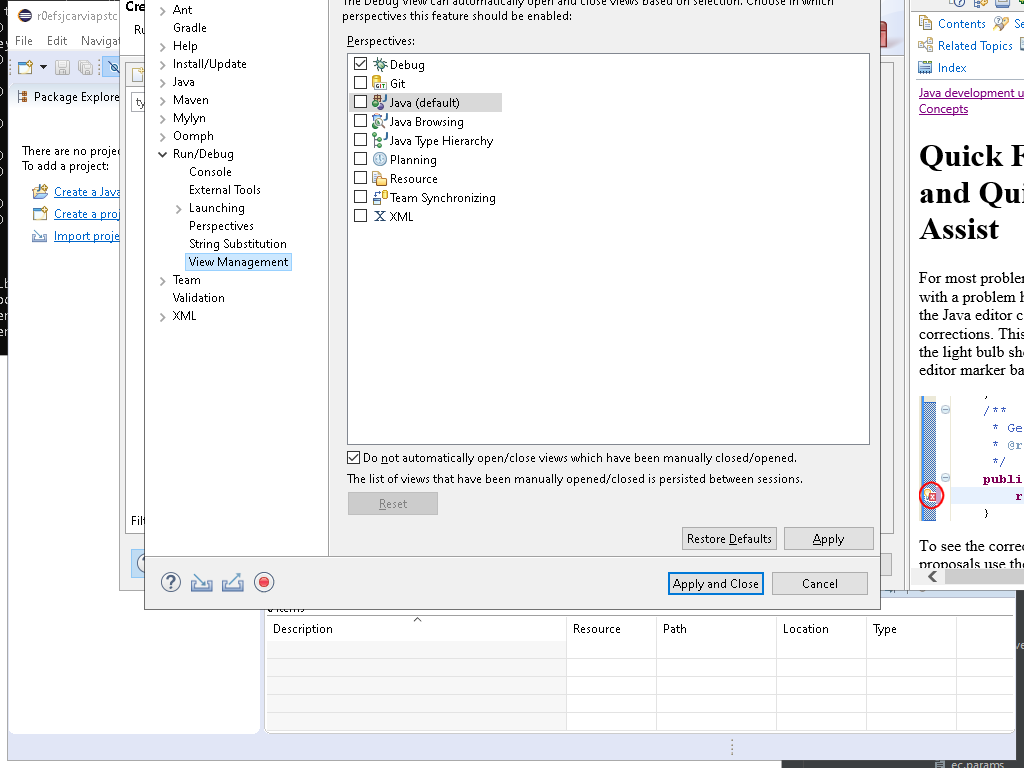 r0efsjcarviapstc
File Edit Navigat
Package Explore
There are no projec
To add a project:
Create a Java
Create a proj
Import proje
Cre
Ru
ty
Filt
Ant
Gradle
Help
Install/Update
Java
Maven
Mylyn
Oomph
Run/Debug
Console
External Tools
Launching
Perspectives
String Substitution
View Management
Team
Validation
XML
The Debug View can automatically open and close views based on selection. Choose in which
perspectives this feature should be enabled:
Perspectives:
Debug
Git
Java (default)
Java Browsing
Java Type Hierarchy
Planning
Resource
Team Synchronizing
XML
Do not automatically open/close views which have been manually closed/opened.
The list of views that have been manually opened/closed is persisted between sessions.
Reset
Restore Defaults Apply
Apply and Close Cancel
Contents Se
Related Topics
Index
Java development u
Concepts
Quick F
and Qui
Assist
For most problem
with a problem h
the Java editor c
corrections. This
the light bulb sho
editor marker ba
/**
* Ge
* @r
*/
publi
r
}
To see the correc
proposals use the
0 items
Description Resource Path Location Type
ec.params